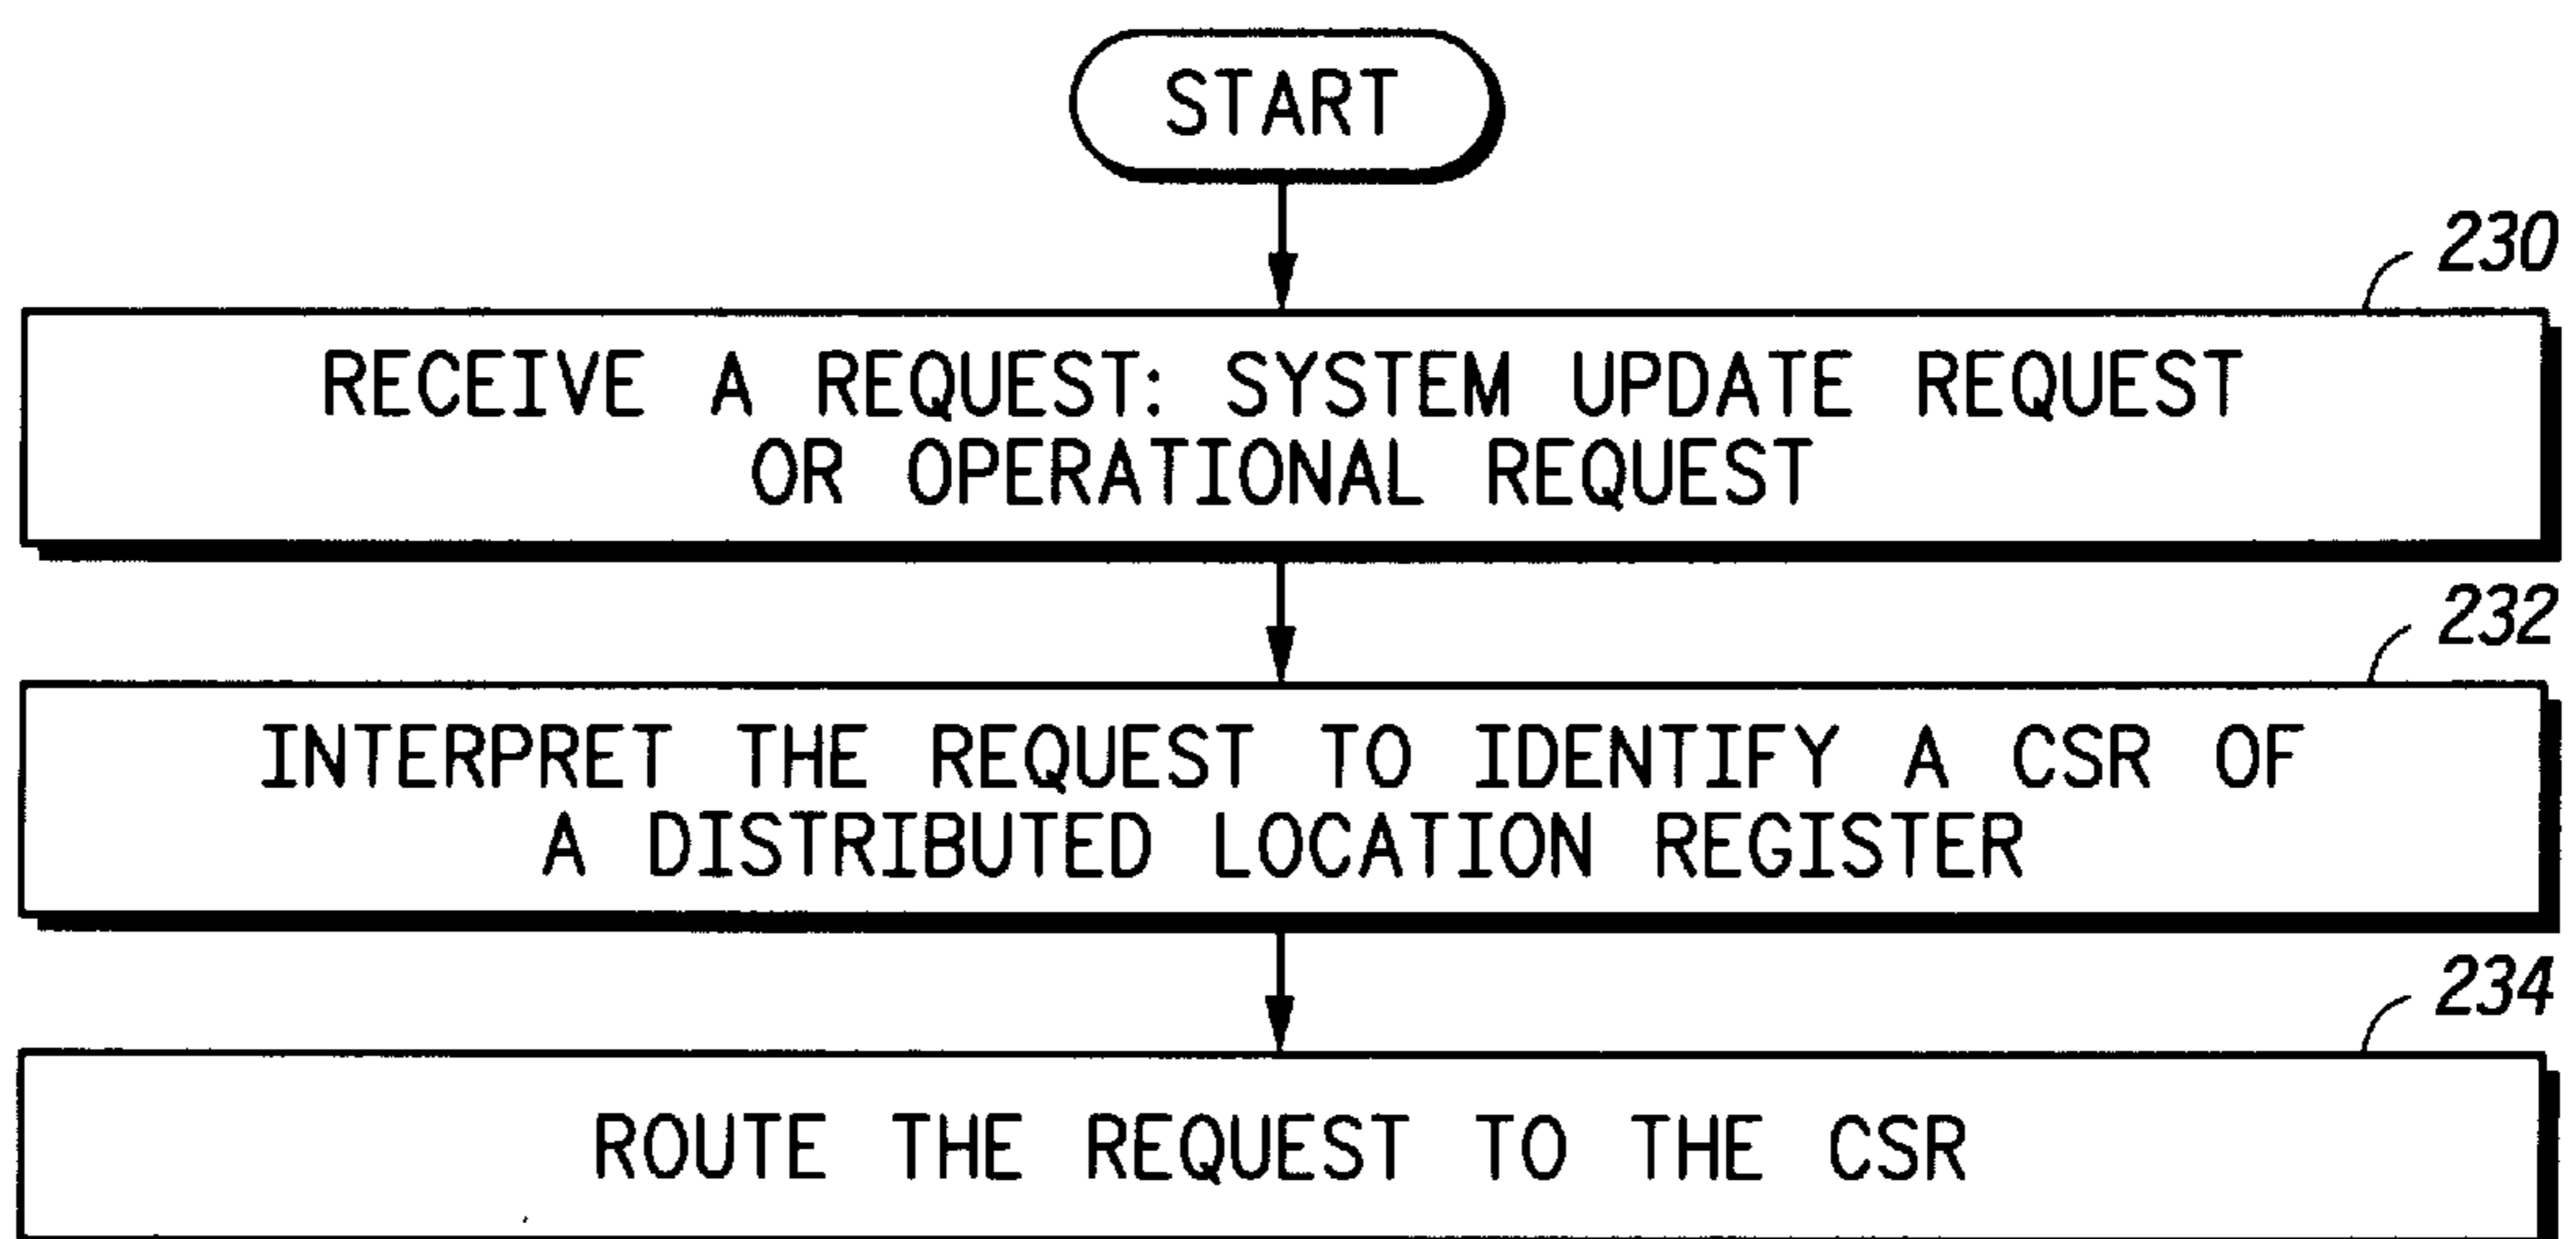 START
230
RECEIVE A REQUEST: SYSTEM UPDATE REQUEST
OR OPERATIONAL REQUEST
232
INTERPRET THE REQUEST TO IDENTIFY A CSR OF
A DISTRIBUTED LOCATION REGISTER
234
ROUTE THE REQUEST TO THE CSR